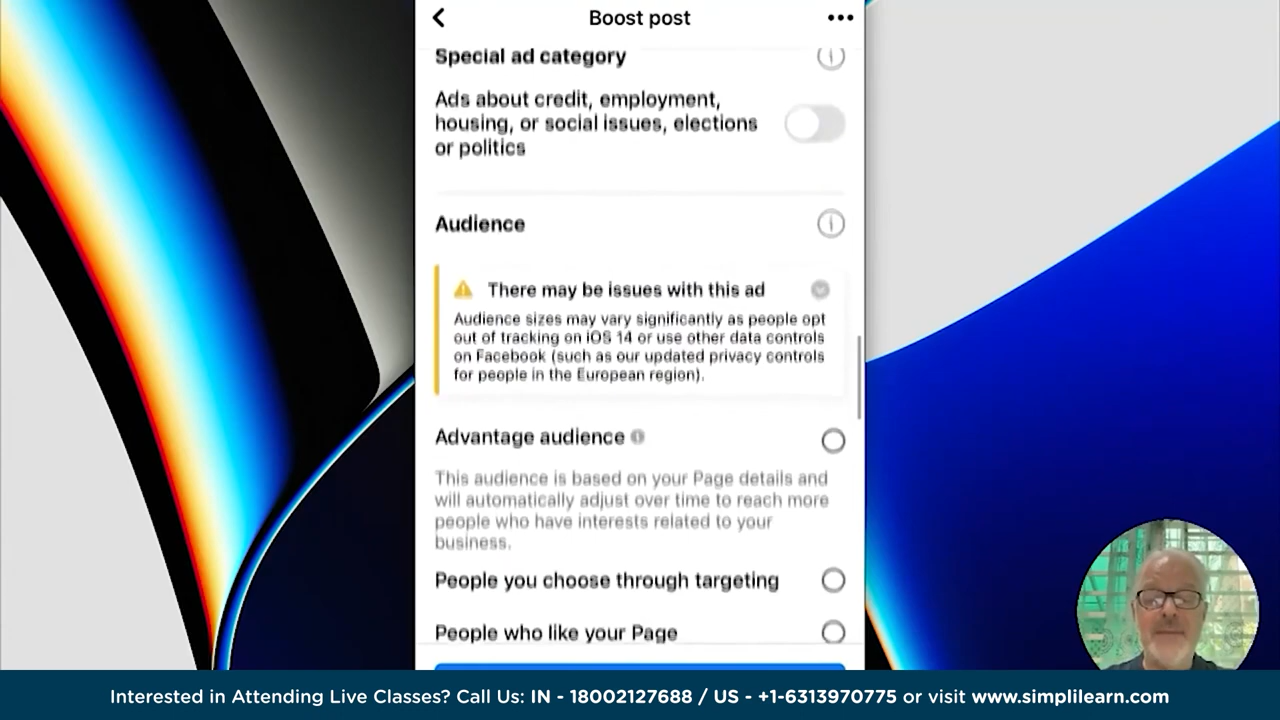 Boost post
Special ad category
Ads about credit, employment,
housing, or social issues, elections
or politics
Audience
There may be issues with this ad
Audience sizes may vary significantly as people opt
out of tracking on iOS 14 or use other data controls
on Facebook (such as our updated privacy controls
for people in the European region).
Advantage audience
This audience is based on your Page details and
will automatically adjust over time to reach more
people who have interests related to your
business.
People you choose through targeting
People who like your Page
Interested in Attending Live Classes? Call Us: IN - 18002127688 / US - +1-6313970775 or visit www.simplilearn.com